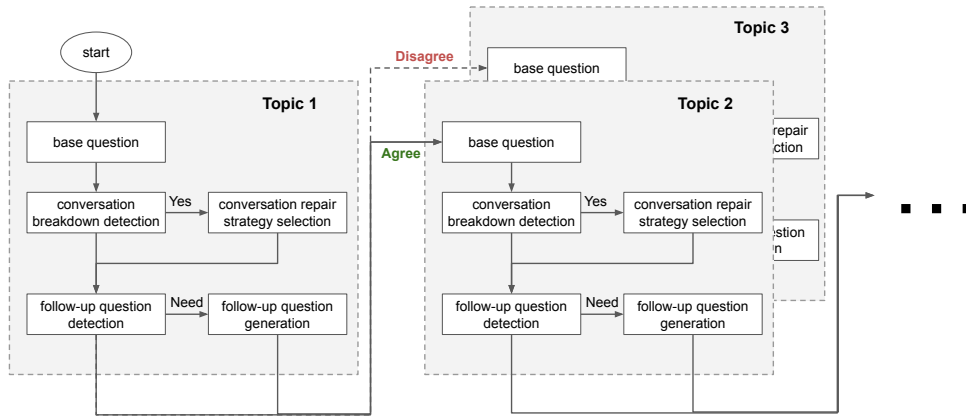 start
Topic 1
base question
conversation
breakdown detection
Yes
conversation repair
strategy selection
follow-up question
detection
Need
follow-up question
generation
Disagree
Agree
Topic 3
base question
repair
Topic 2
base question
conversation
breakdown detection
Yes
conversation repair
strategy selection
follow-up question
detection
Need
follow-up question
generation